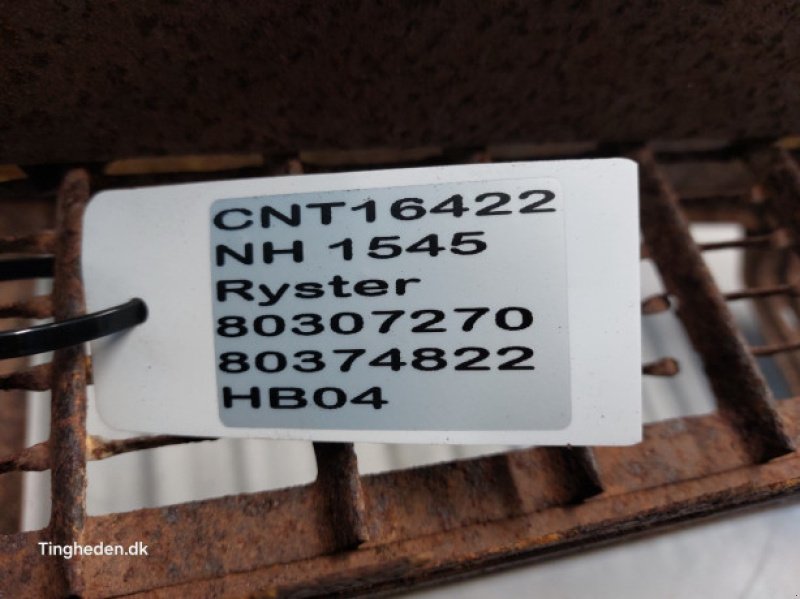 CNT16422
NH 1545
Ryster
80307270
80374822
HB04
Tingheden.dk